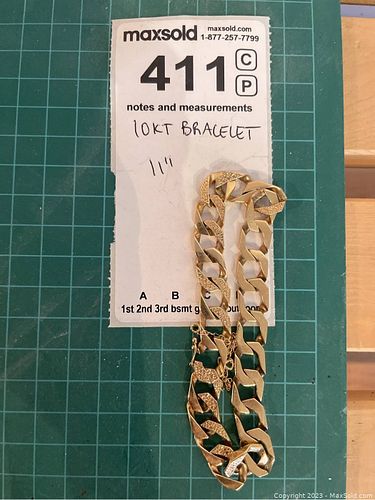 maxsold maxsold.com
1-877-257-7799
411 C
P
notes and measurements
10KT BRACELET
11"
A B C
1st 2nd 3rd bsmt
Copyright 2023 - MaxSold.com